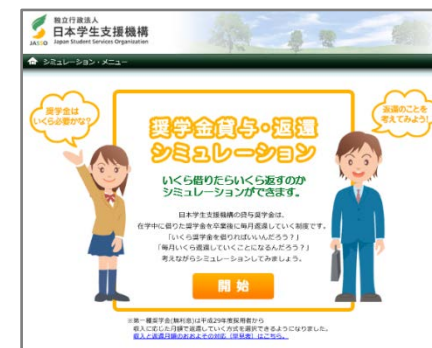 独立行政法人
日本学生支援機構
JASSO Japan Student Services Organization
シミュレーション・メニュー
奨学金は
いくら必要かな?
返還のことを
考えてみよう!
奨学金貸与・返還
シミュレーション
いくら借りたらいくら返すのか
シミュレーションができます。
日本学生支援機構の貸与奨学金は、
在学中に借りた奨学金を卒業後に毎月返還していく制度です。
「いくら奨学金を借りればいいんだろう?」
「毎月いくら返還していくことになるんだろう?」
考えながらシミュレーションしてみましょう。
開始
※第一種奨学金(無利息)は平成29年度採用者から
収入に応じた月額で返還していく方式を選択できるようになりました。
収入と返還月額のおおよその対応(早見表)はこちら。